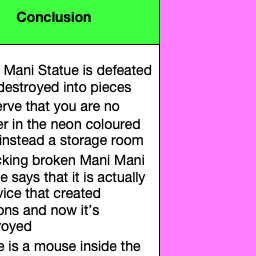 Conclusion
Mani Statue is defeated
destroyed into pieces
erve that you are no
er in the neon coloured
instead a storage room
cking broken Mani Mani
e says that it is actually
vice that created
ons and now it's
royed
e is a mouse inside the